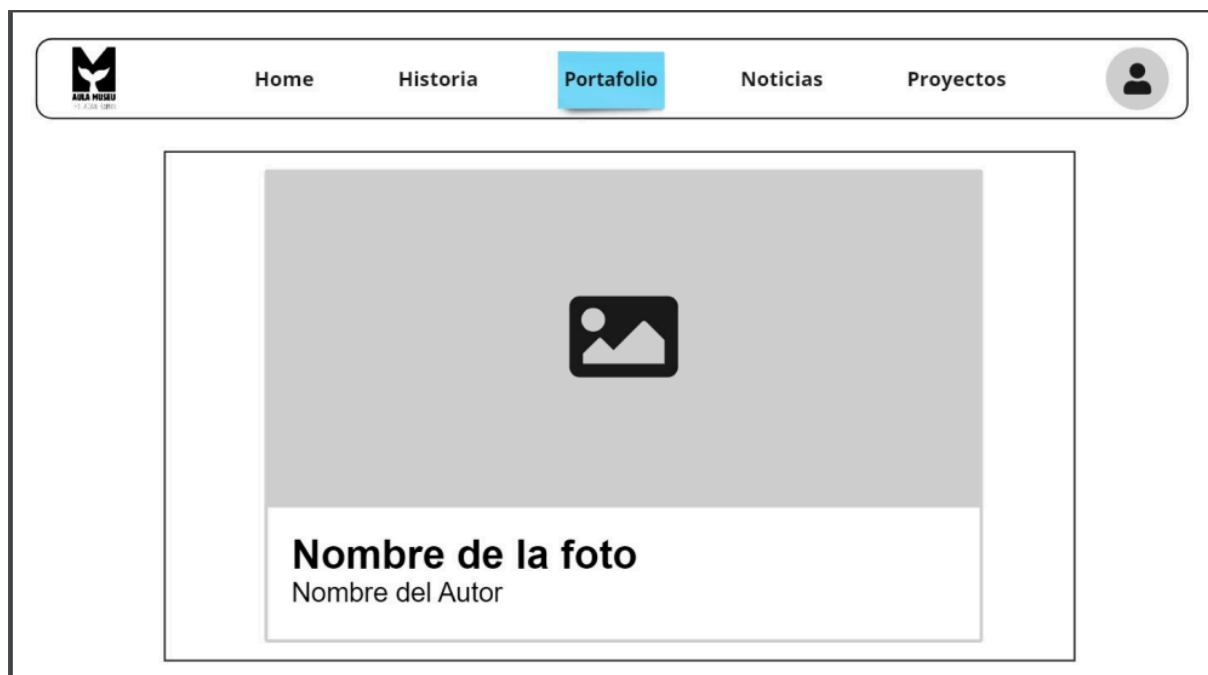 Home
Historia
Portafolio
Noticias
Proyectos
AULA MUSEU
Nombre de la foto
Nombre del Autor